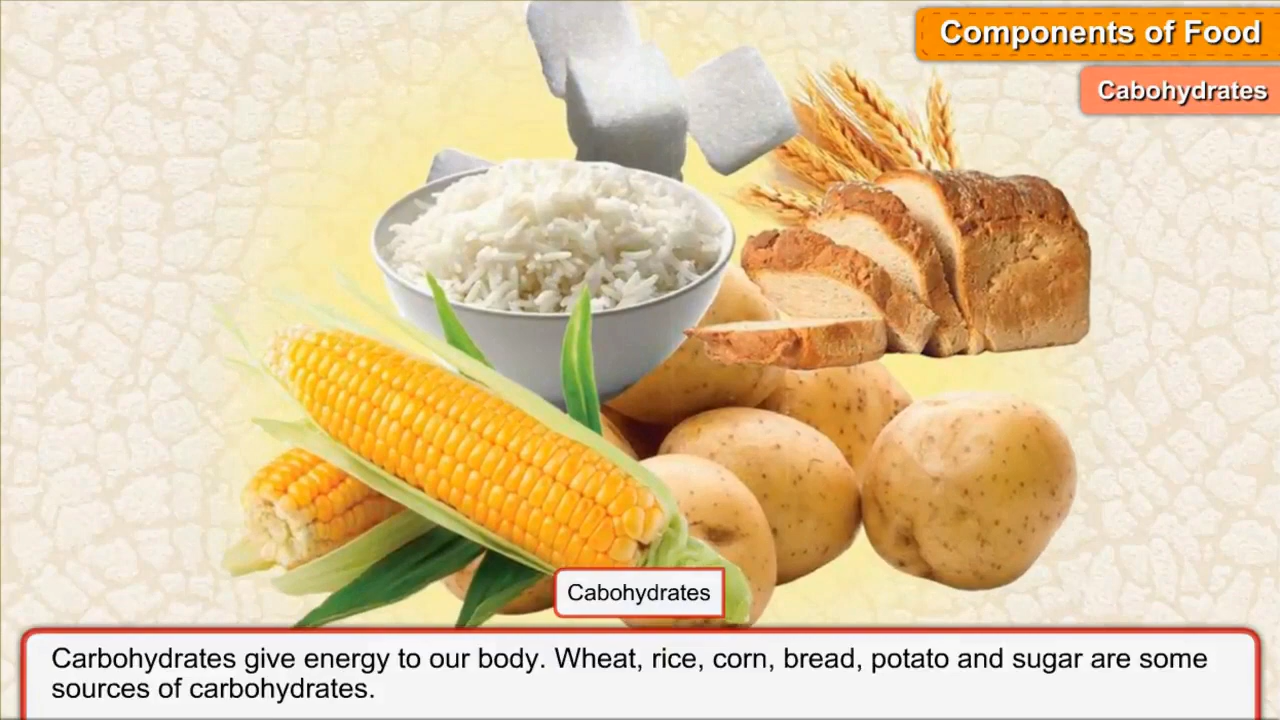 Components of Food
Cabohydrates
Cabohydrates
Carbohydrates give energy to our body. Wheat, rice, corn, bread, potato and sugar are some
sources of carbohydrates.